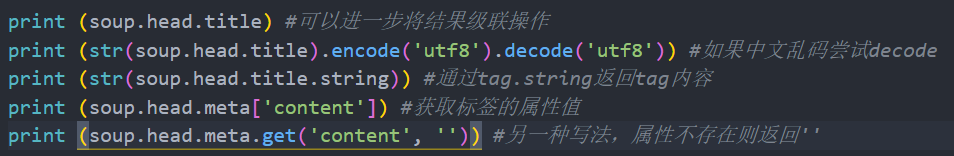 print (soup.head.title) #可以进一步将结果级联操作
print (str(soup.head.title).encode('utf8').decode('utf8')) #如果中文乱码尝试decode
print (str(soup.head.title.string)) #通过tag.string返回tag内容
print (soup.head.meta['content']) #获取标签的属性值
print (soup.head.meta.get('content', '')) #另一种写法，属性不存在则返回''